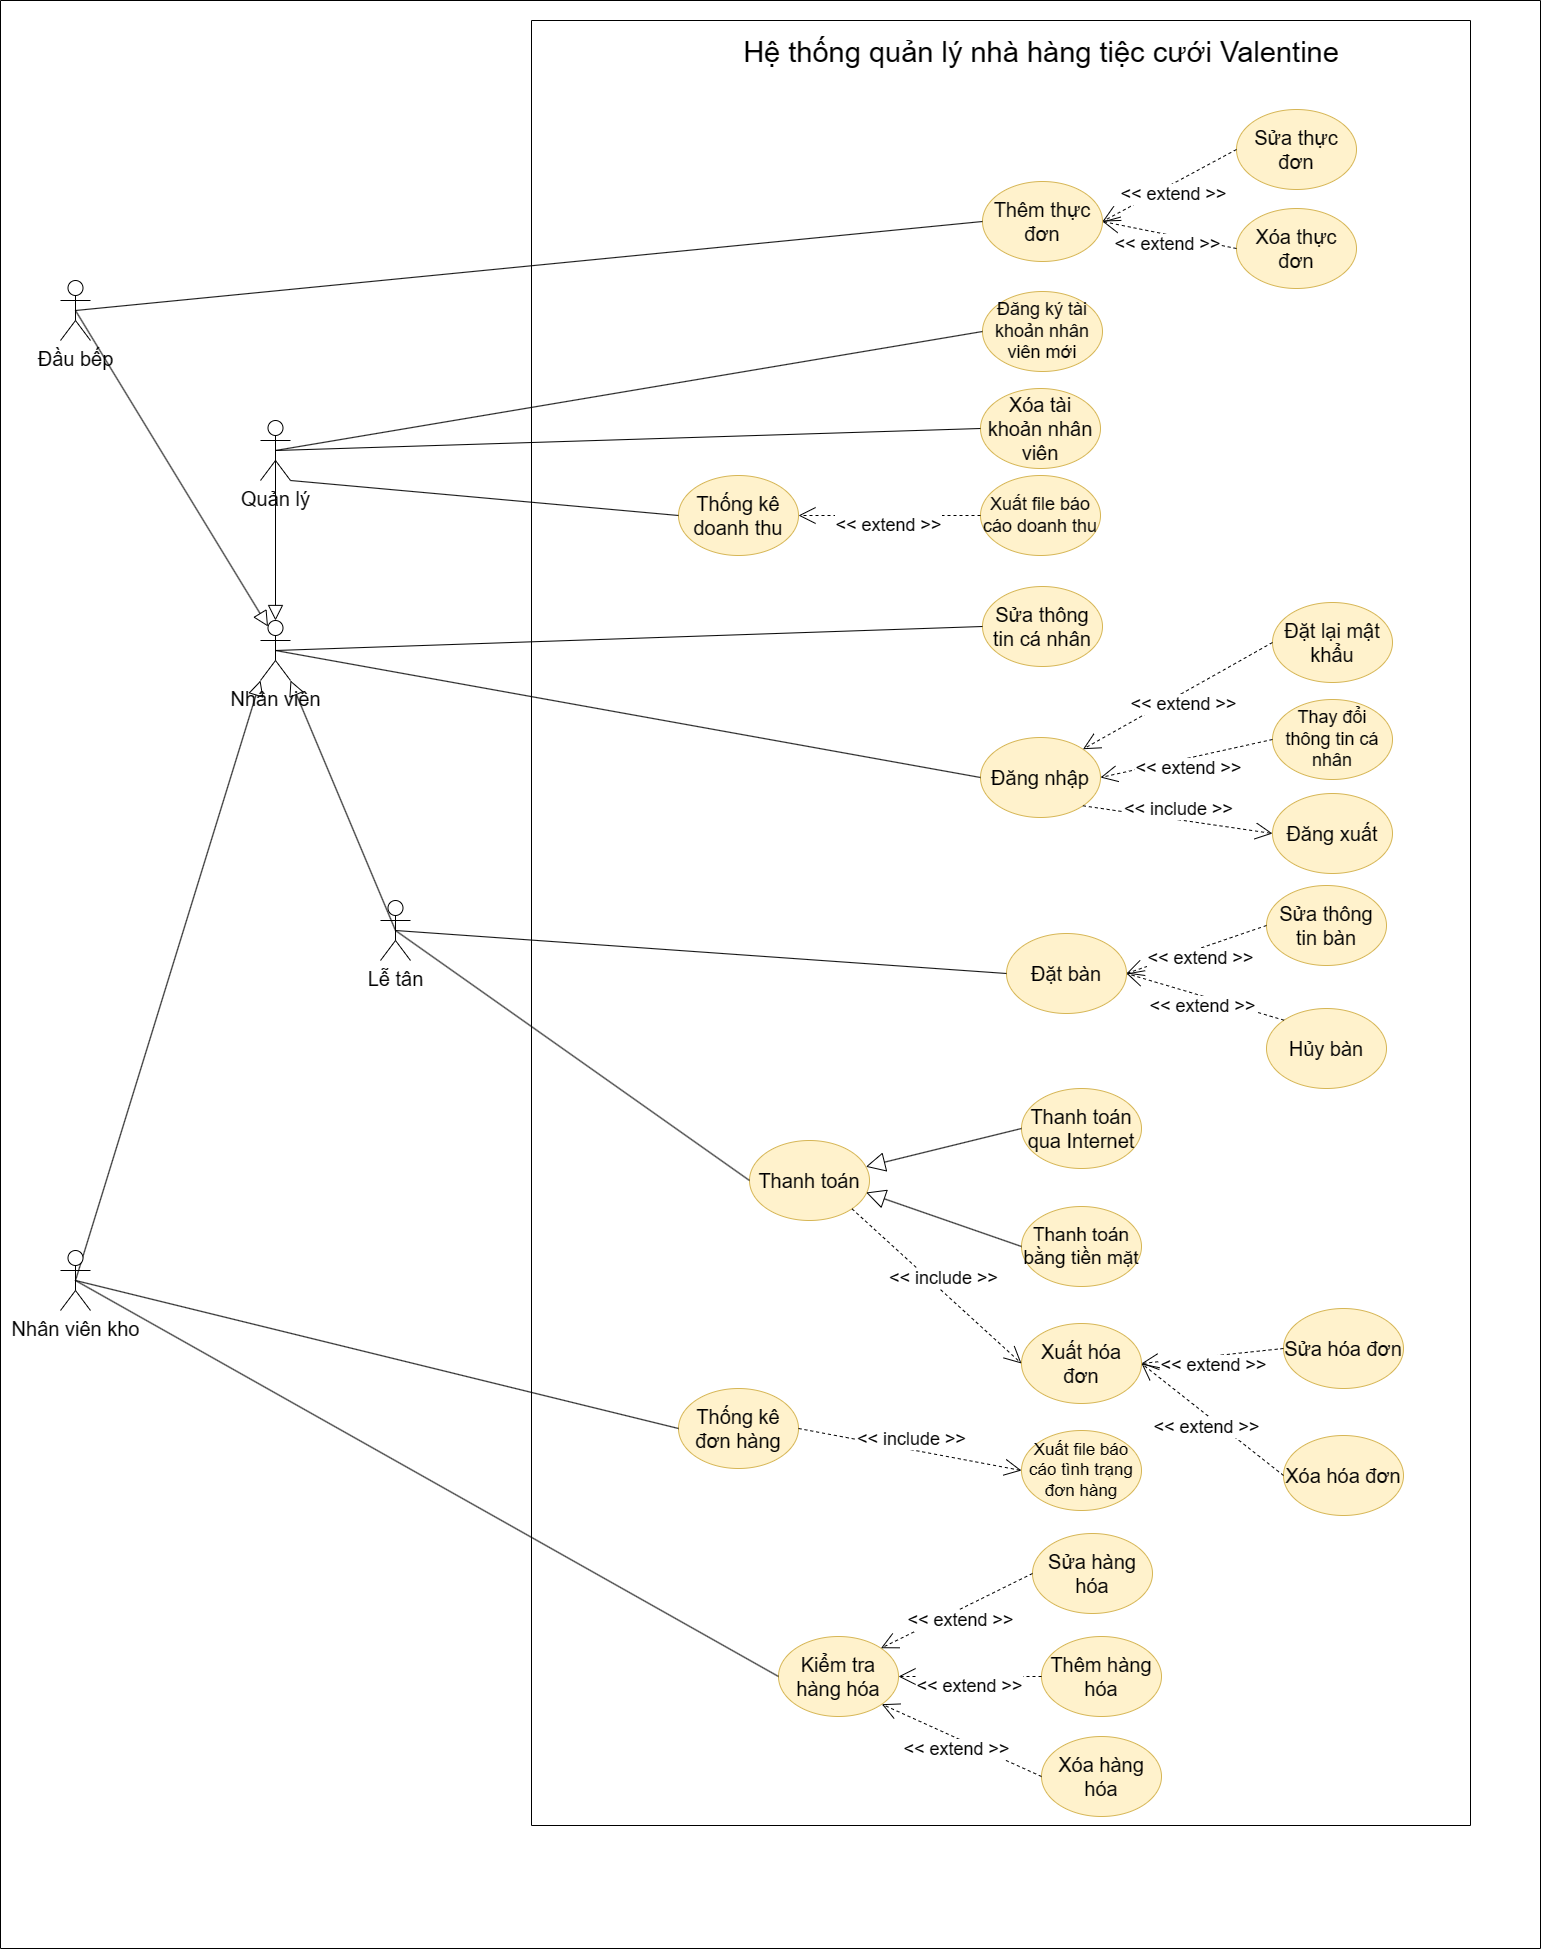 Hệ thống quản lý nhà hàng tiệc cưới Valentine
Sửa thực
đơn
<< extend >>
Thêm thực
đơn
Xóa thực
đơn
<< extend >>
Đầu bếp
Đăng ký tài
khoản nhân
viên mới
Xóa tài
khoản nhân
viên
Quản lý
Thống kê
doanh thu
<< extend >>
Xuất file báo
cáo doanh thu
Sửa thông
tin cá nhân
Đặt lại mật
khẩu
Nhân viên
<< extend >>
Thay đổi
thông tin cá
nhân
Đăng nhập
<< extend >>
<< include >>
Đăng xuất
Sửa thông
tin bàn
<< extend >>
Lễ tân
Đặt bàn
<< extend >>
Hủy bàn
Thanh toán
qua Internet
Thanh toán
Thanh toán
bằng tiền mặt
<< include >>
Nhân viên kho
Xuất hóa
đơn
<< extend >>
Sửa hóa đơn
Thống kê
đơn hàng
<< include >>
<< extend >>
Xuất file báo
cáo tình trạng
đơn hàng
Xóa hóa đơn
Sửa hàng
hóa
<< extend >>
Kiểm tra
hàng hóa
<< extend >>
Thêm hàng
hóa
<< extend >>
Xóa hàng
hóa